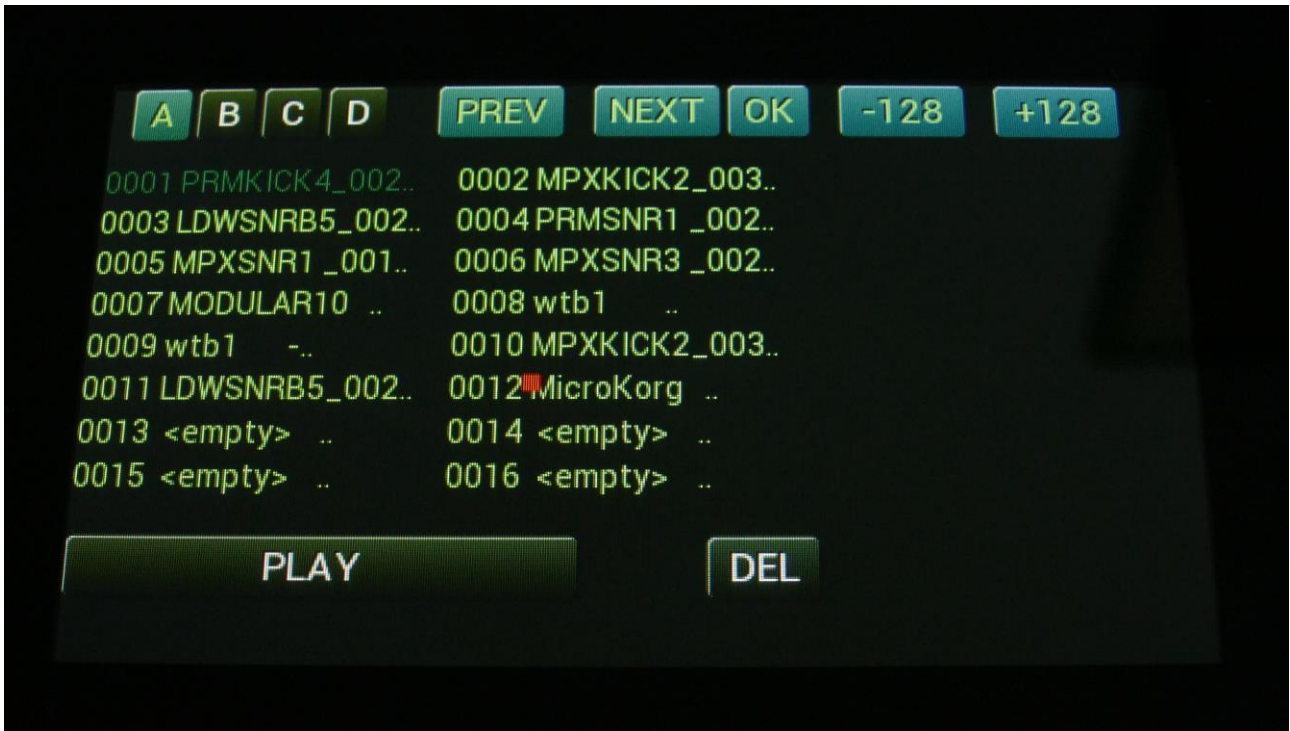 A B C D PREV NEXT OK -128 +128
0001 PRMKICK4_002.. 0002 MPXKICK2_003..
0003 LDWSNRB5_002.. 0004 PRMSNR1 _002..
0005 MPXSNR1 _001.. 0006 MPXSNR3 _002..
0007 MODULAR10 .. 0008 wtb1 ..
0009 wtb1 -.. 0010 MPXKICK2_003..
0011 LDWSNRB5_002.. 0012 MicroKorg ..
0013 <empty> .. 0014 <empty> ..
0015 <empty> .. 0016 <empty> ..
PLAY DEL